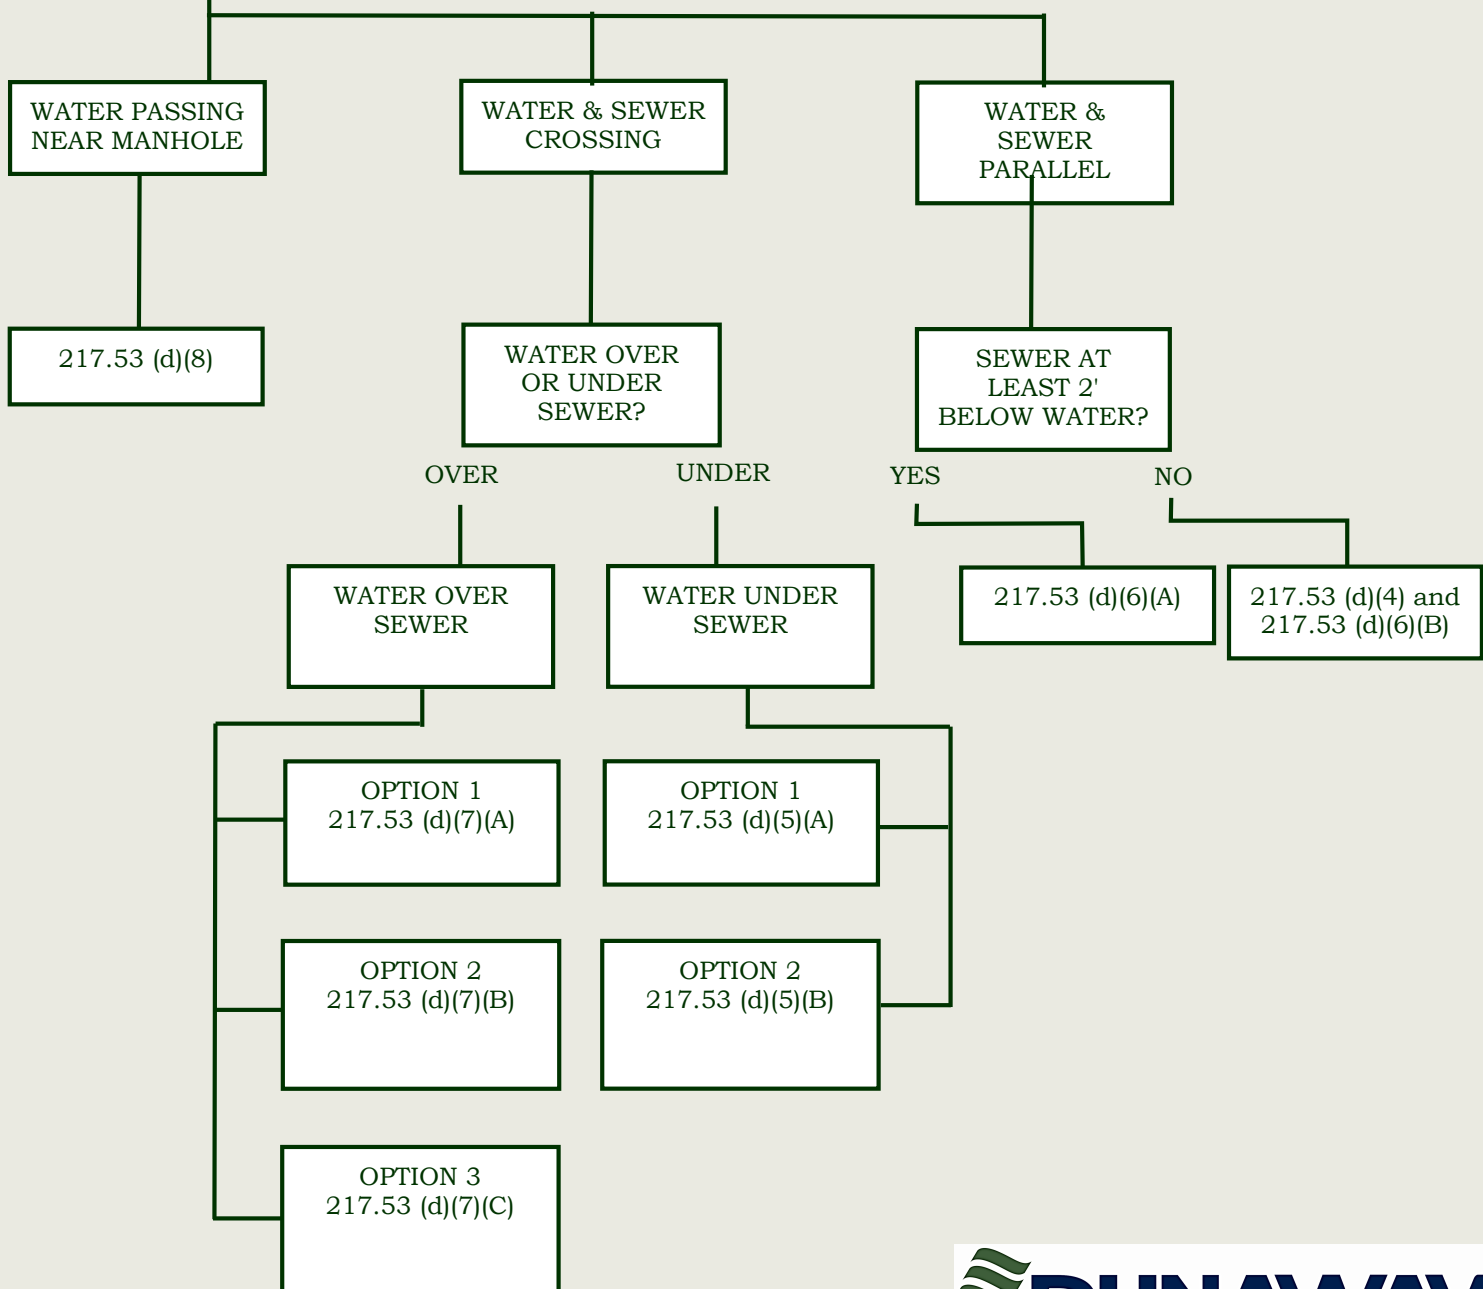 WATER PASSING
NEAR MANHOLE
WATER & SEWER
CROSSING
WATER &
SEWER
PARALLEL
217.53 (d)(8)
WATER OVER
OR UNDER
SEWER?
SEWER AT
LEAST 2'
BELOW WATER?
OVER
UNDER
YES
NO
WATER OVER
SEWER
WATER UNDER
SEWER
217.53 (d)(6)(A)
217.53 (d)(4) and
217.53 (d)(6)(B)
OPTION 1
217.53 (d)(7)(A)
OPTION 1
217.53 (d)(5)(A)
OPTION 2
217.53 (d)(7)(B)
OPTION 2
217.53 (d)(5)(B)
OPTION 3
217.53 (d)(7)(C)